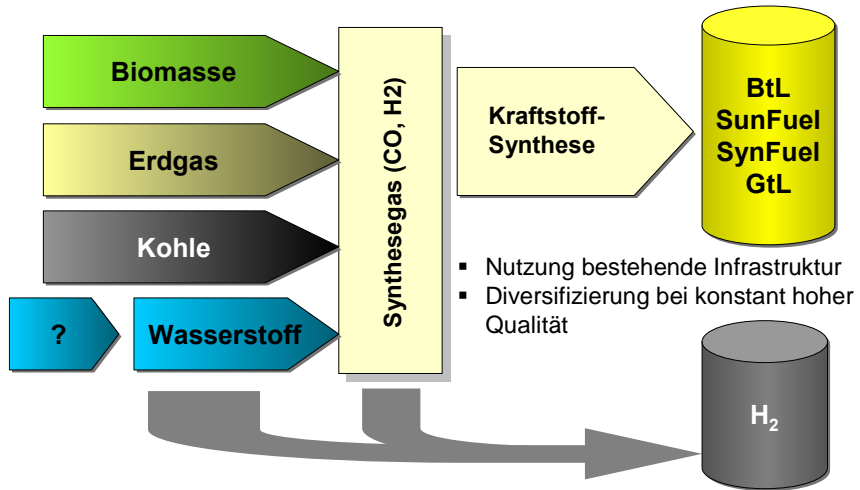 Biomasse
Erdgas
Kohle
?
Wasserstoff
Synthesegas (CO, H2)
Kraftstoff-
Synthese
BtL
SunFuel
SynFuel
GtL
▪ Nutzung bestehende Infrastruktur
▪ Diversifizierung bei konstant hoher
Qualität
H₂